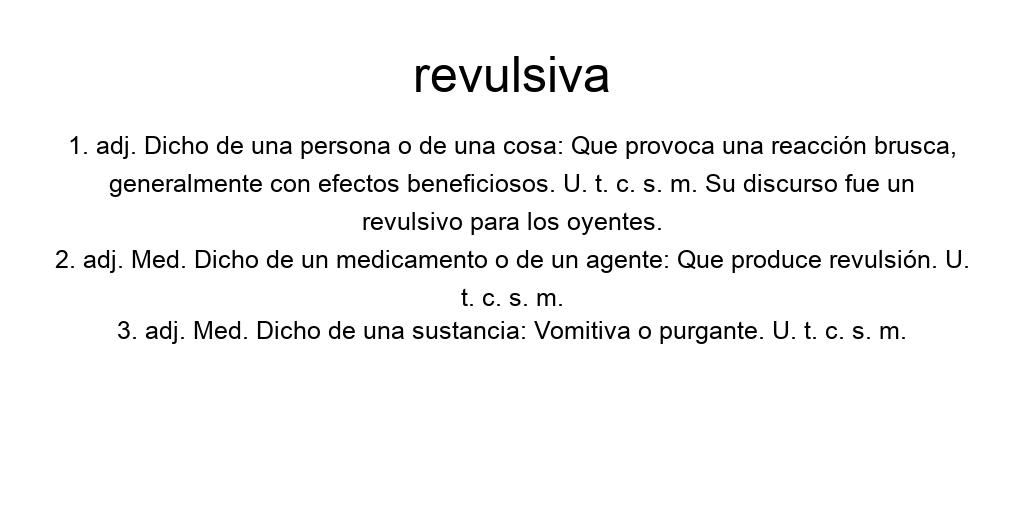 revulsiva
1. adj. Dicho de una persona o de una cosa: Que provoca una reacción brusca,
generalmente con efectos beneficiosos. U. t. c. s. m. Su discurso fue un
revulsivo para los oyentes.
2. adj. Med. Dicho de un medicamento o de un agente: Que produce revulsión. U.
t. c. s. m.
3. adj. Med. Dicho de una sustancia: Vomitiva o purgante. U. t. c. s. m.